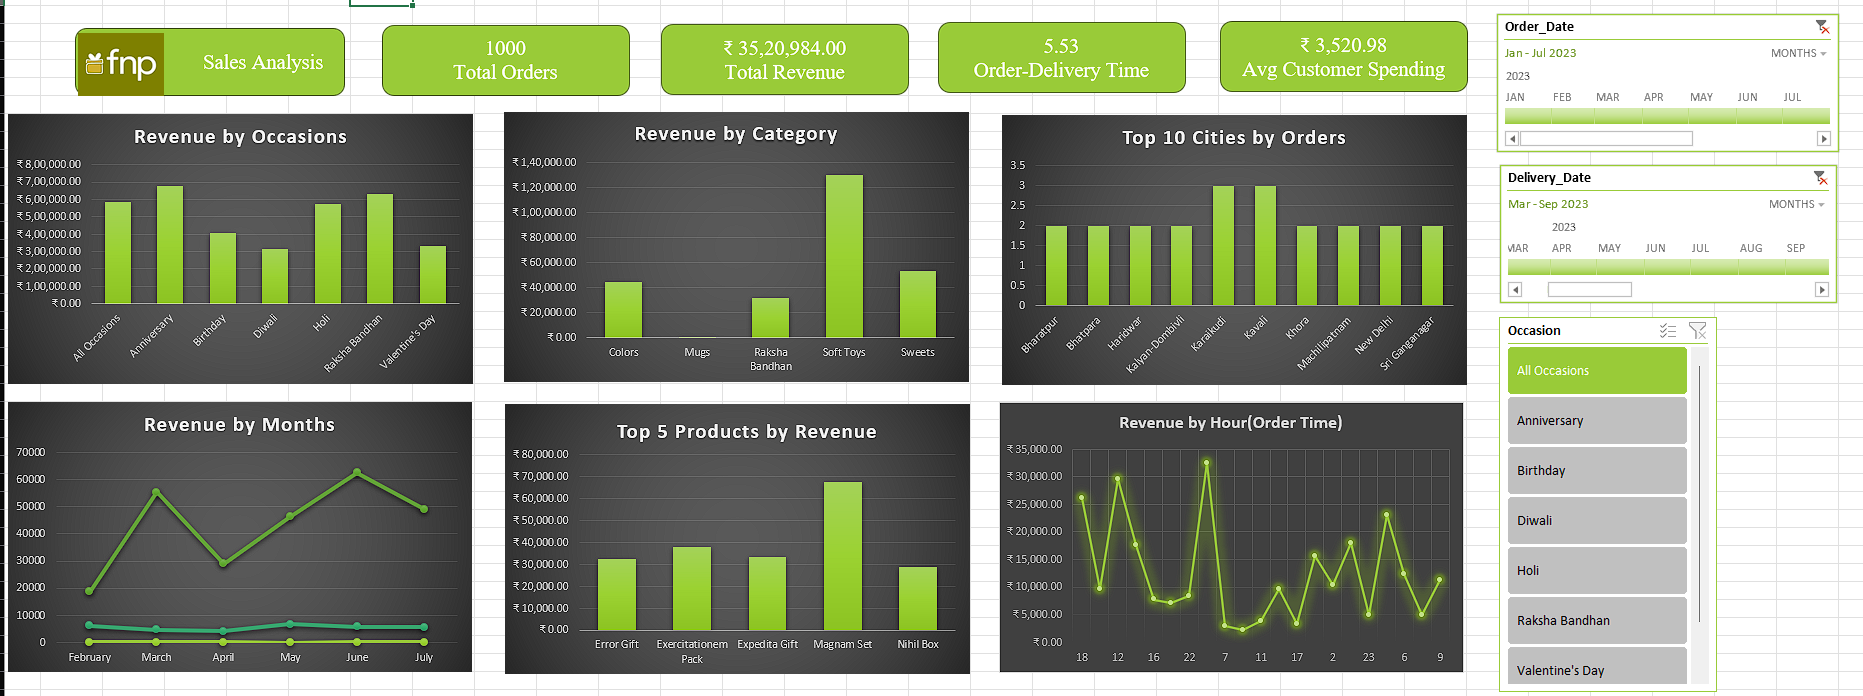 fnp
Sales Analysis
1000
Total Orders
₹ 35,20,984.00
Total Revenue
5.53
Order-Delivery Time
₹ 3,520.98
Avg Customer Spending
Order_Date
Jan - Jul 2023
MONTHS
2023
JAN FEB MAR APR MAY JUN JUL
Delivery_Date
Mar - Sep 2023
MONTHS
2023
MAR APR MAY JUN JUL AUG SEP
Occasion
All Occasions
Anniversary
Birthday
Diwali
Holi
Raksha Bandhan
Valentine's Day
Revenue by Occasions
₹ 8,00,000.00
₹ 7,00,000.00
₹ 6,00,000.00
₹ 5,00,000.00
₹ 4,00,000.00
₹ 3,00,000.00
₹ 2,00,000.00
₹ 1,00,000.00
₹ 0.00
All Occasions
Anniversary
Birthday
Diwali
Holi
Raksha Bandhan
Valentine's Day
Revenue by Category
₹ 1,40,000.00
₹ 1,20,000.00
₹ 1,00,000.00
₹ 80,000.00
₹ 60,000.00
₹ 40,000.00
₹ 20,000.00
₹ 0.00
Colors
Mugs
Raksha
Bandhan
Soft Toys
Sweets
Top 10 Cities by Orders
3.5
3
2.5
2
1.5
1
0.5
0
Bharatpur
Bhatpara
Haridwar
Kalyan-Dombivli
Karaikudi
Kavali
Khora
Machilipatnam
New Delhi
Sri Ganganagar
Revenue by Months
70000
60000
50000
40000
30000
20000
10000
0
February March April May June July
Top 5 Products by Revenue
₹ 80,000.00
₹ 70,000.00
₹ 60,000.00
₹ 50,000.00
₹ 40,000.00
₹ 30,000.00
₹ 20,000.00
₹ 10,000.00
₹ 0.00
Error Gift
Exercitationem
Pack
Expedita Gift
Magnam Set
Nihil Box
Revenue by Hour(Order Time)
₹ 35,000.00
₹ 30,000.00
₹ 25,000.00
₹ 20,000.00
₹ 15,000.00
₹ 10,000.00
₹ 5,000.00
₹ 0.00
18 12 16 22 7 11 17 2 23 6 9